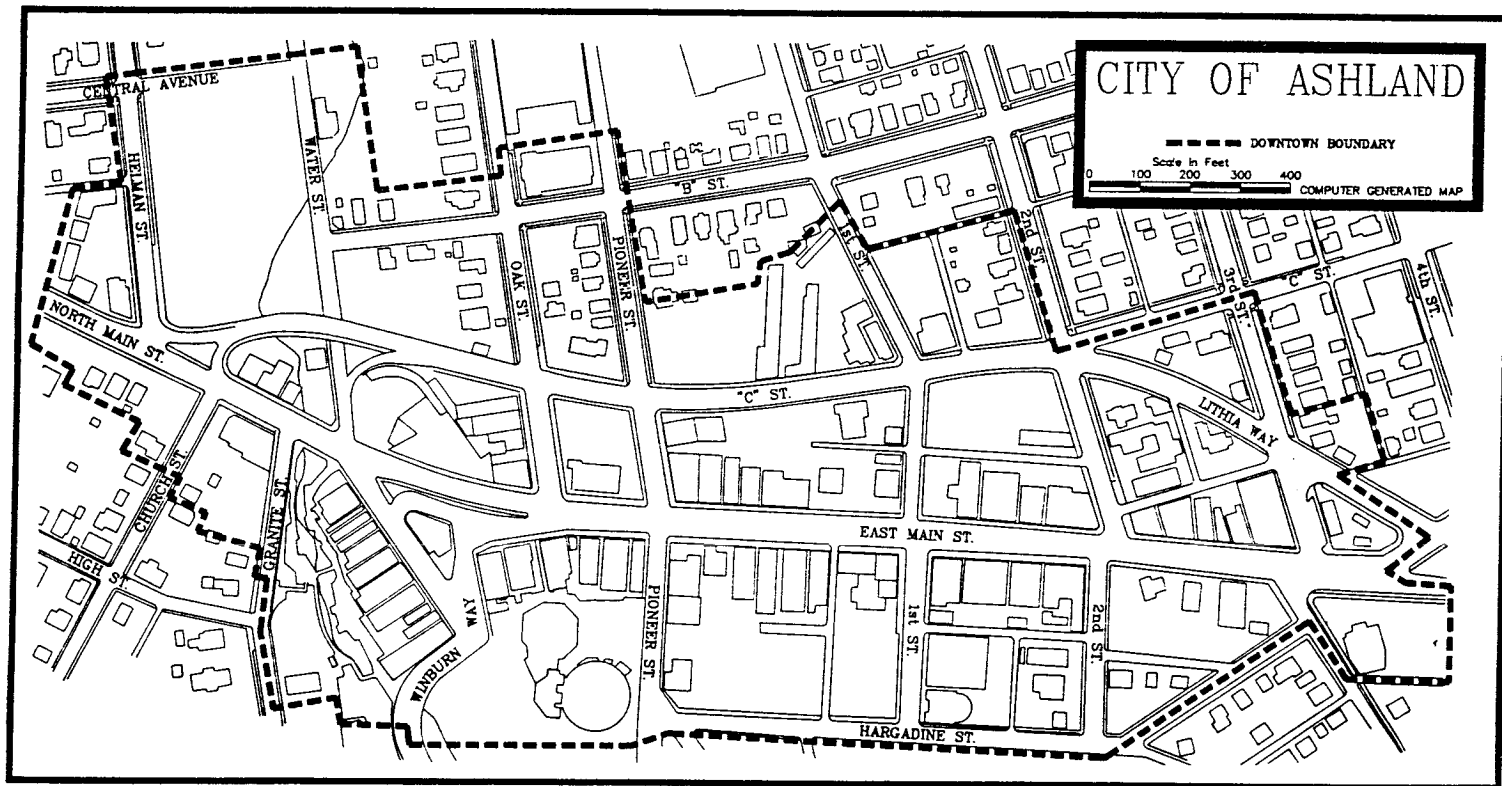 CITY OF ASHLAND
DOWNTOWN BOUNDARY
Scale In Feet
0 100 200 300 400
COMPUTER GENERATED MAP
CENTRAL AVENUE
HELMAN ST.
WATER ST.
"B" ST.
1st ST.
2nd ST.
OAK ST.
PIONEER ST.
3rd ST.
"C" ST.
4th ST.
NORTH MAIN ST.
"C" ST.
LITHIA WAY
CHURCH ST.
GRANITE ST.
EAST MAIN ST.
HIGH ST.
WINBURN WAY
PIONEER ST.
1st ST.
2nd ST.
HARGADINE ST.